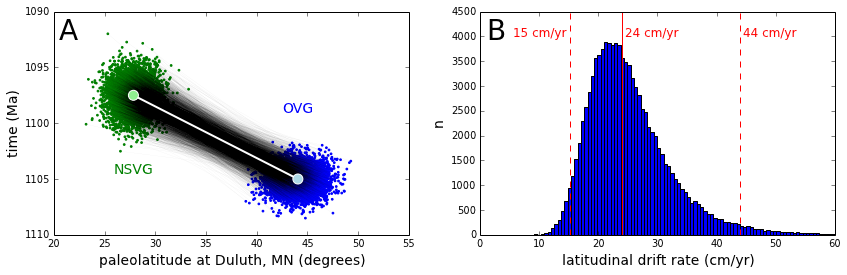 A
1090
1095
1100
1105
1110
time (Ma)
OVG
NSVG
20
25
30
35
40
45
50
55
paleolatitude at Duluth, MN (degrees)
B
4500
4000
3500
3000
2500
2000
1500
1000
500
0
n
15 cm/yr
24 cm/yr
44 cm/yr
0
10
20
30
40
50
60
latitudinal drift rate (cm/yr)